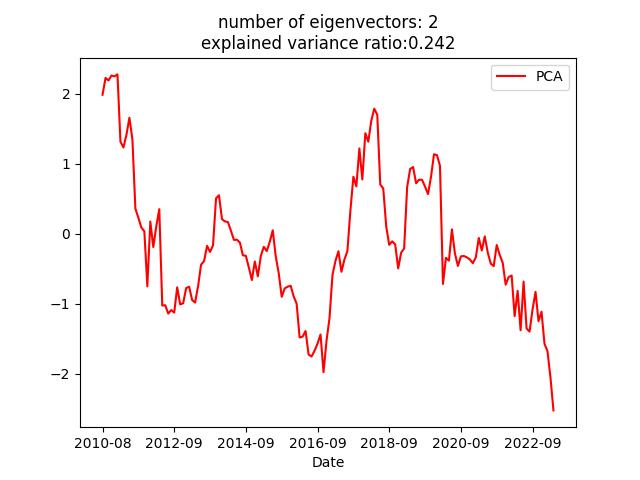 number of eigenvectors: 2
explained variance ratio:0.242
PCA
2
1
0
−1
−2
2010-08 2012-09 2014-09 2016-09 2018-09 2020-09 2022-09
Date